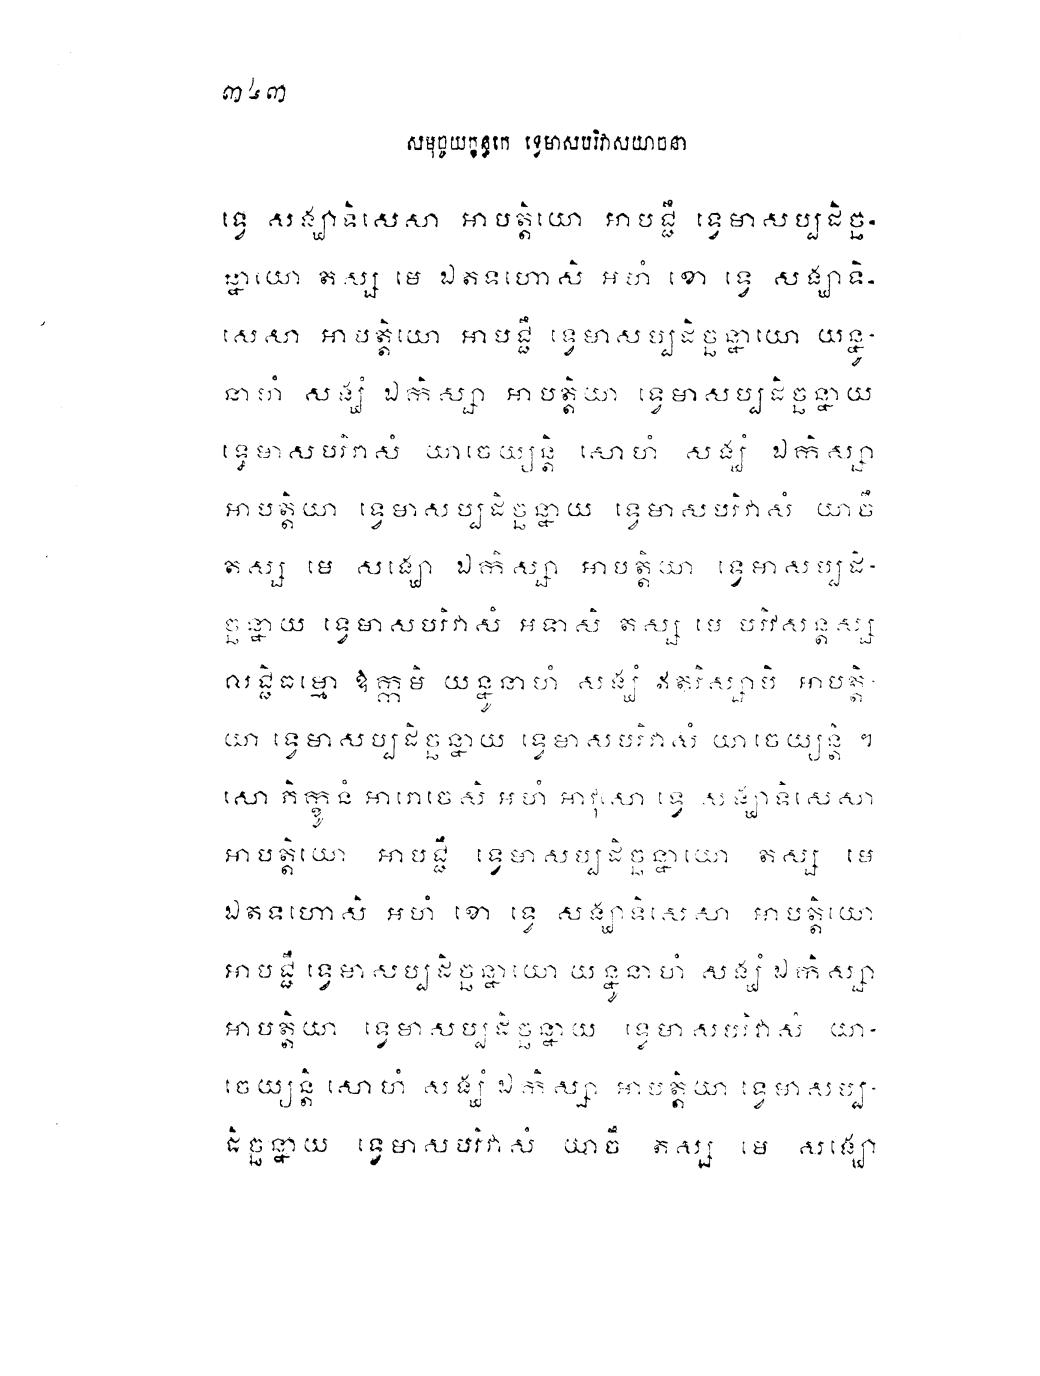 ៣៤៣
សមុច្ចយក្ខន្ធកេ ទ្វេមាសបរិវាសយាចនា
ទ្វេ សង្ឃាទិសេសា អាបត្តិយោ អាបជ្ជឹ ទ្វេមាសប្បដិច្ឆ-
ន្នាយោ តស្ស មេ ឯតទហោសិ អហំ ខោ ទ្វេ សង្ឃាទិ-
សេសា អាបត្តិយោ អាបជ្ជឹ ទ្វេមាសប្បដិច្ឆន្នាយោ យន្នូ-
នាហំ សង្ឃំ ឯកិស្សា អាបត្តិយា ទ្វេមាសប្បដិច្ឆន្នាយ
ទ្វេមាសបរិវាសំ យាចេយ្យន្តិ សោហំ សង្ឃំ ឯកិស្សា
អាបត្តិយា ទ្វេមាសប្បដិច្ឆន្នាយ ទ្វេមាសបរិវាសំ យាចឹ
តស្ស មេ សង្ឃោ ឯកិស្សា អាបត្តិយា ទ្វេមាសប្បដិ-
ច្ឆន្នាយ ទ្វេមាសបរិវាសំ អទាសិ តស្ស មេ បរិវសន្តស្ស
លជ្ជិធម្មោ ឱក្កមិ យន្នូនាហំ សង្ឃំ ឥតរិស្សាបិ អាបត្តិ-
យា ទ្វេមាសប្បដិច្ឆន្នាយ ទ្វេមាសបរិវាសំ យាចេយ្យន្តិ ។
សោ ភិក្ខូនំ អារោចេសិ អហំ អាវុសោ ទ្វេ សង្ឃាទិសេសា
អាបត្តិយោ អាបជ្ជឹ ទ្វេមាសប្បដិច្ឆន្នាយោ តស្ស មេ
ឯតទហោសិ អហំ ខោ ទ្វេ សង្ឃាទិសេសា អាបត្តិយោ
អាបជ្ជឹ ទ្វេមាសប្បដិច្ឆន្នាយោ យន្នូនាហំ សង្ឃំ ឯកិស្សា
អាបត្តិយា ទ្វេមាសប្បដិច្ឆន្នាយ ទ្វេមាសបរិវាសំ យា-
ចេយ្យន្តិ សោហំ សង្ឃំ ឯកិស្សា អាបត្តិយា ទ្វេមាសប្ប-
ដិច្ឆន្នាយ ទ្វេមាសបរិវាសំ យាចឹ តស្ស មេ សង្ឃោ